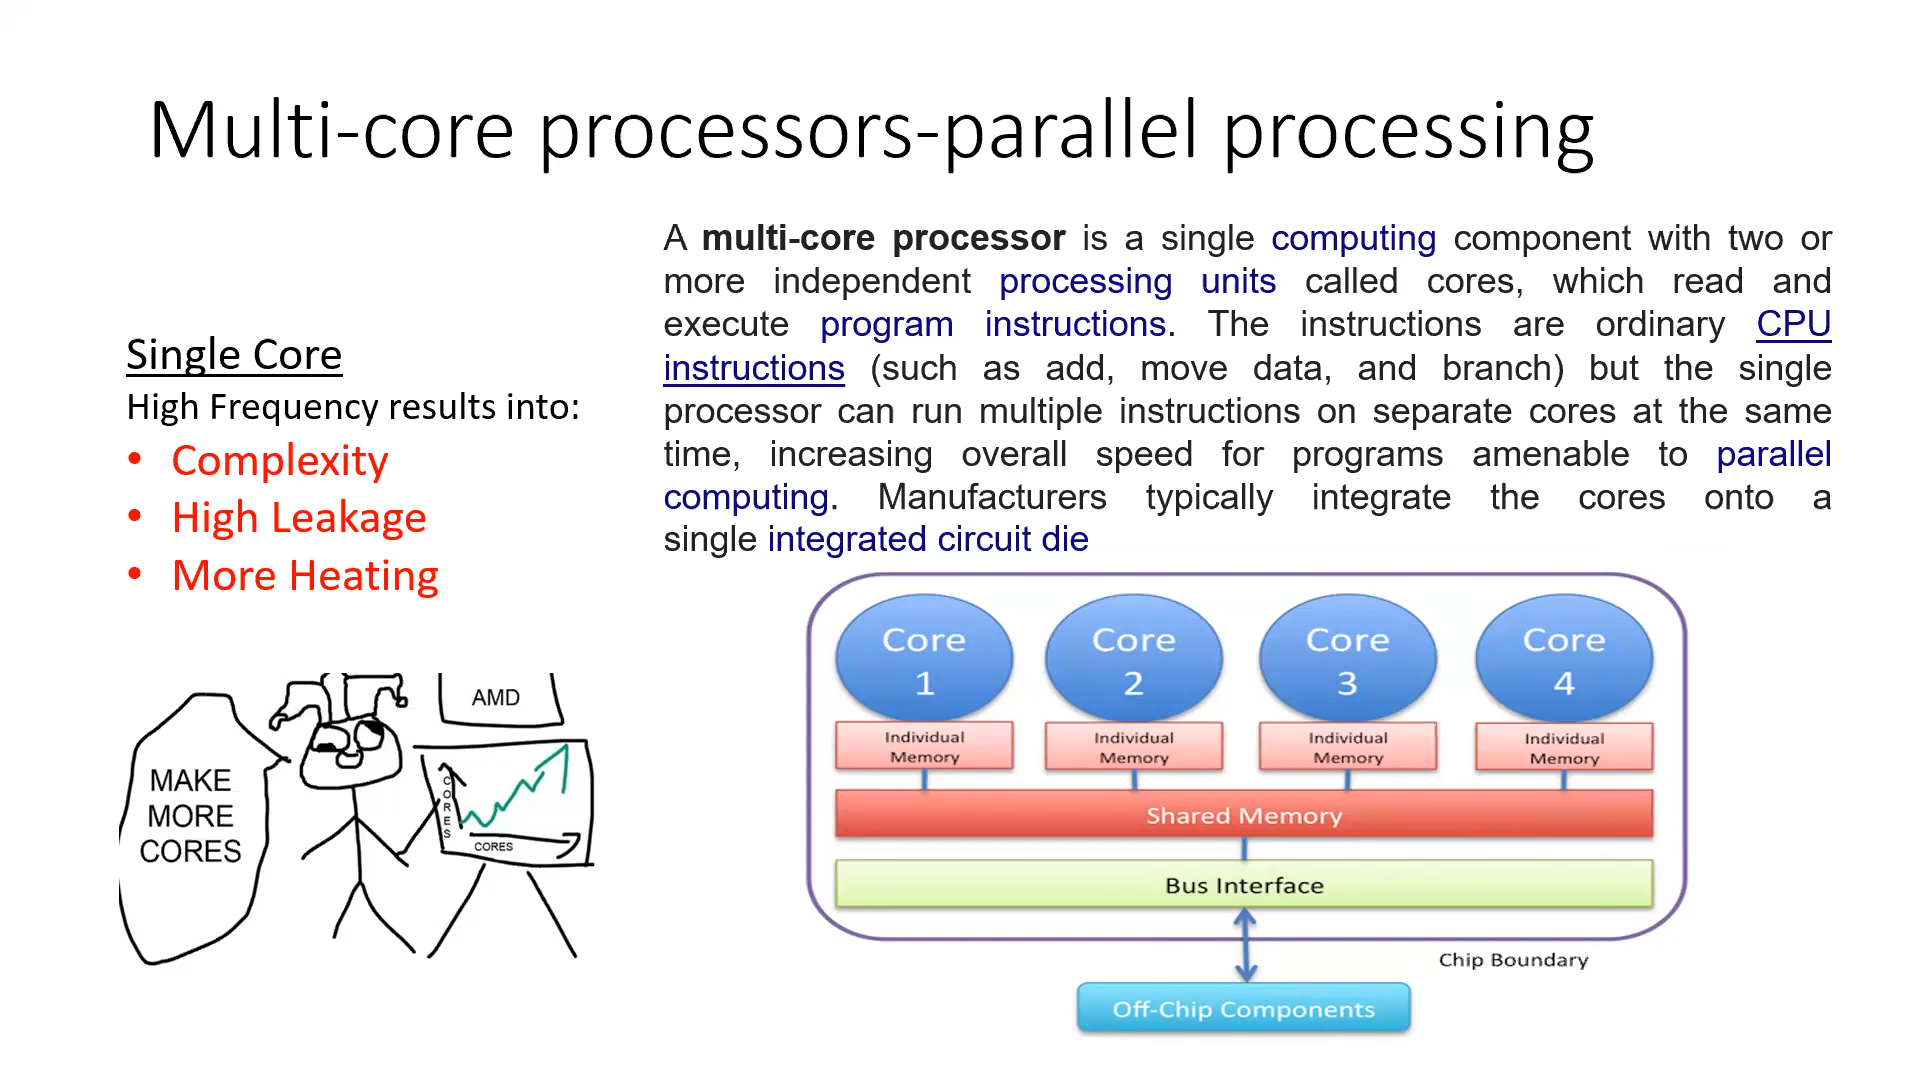 Multi-core processors-parallel processing
A multi-core processor is a single computing component with two or
more independent processing units called cores, which read and
execute program instructions. The instructions are ordinary CPU
instructions (such as add, move data, and branch) but the single
processor can run multiple instructions on separate cores at the same
time, increasing overall speed for programs amenable to parallel
computing. Manufacturers typically integrate the cores onto a
single integrated circuit die
Single Core
High Frequency results into:
• Complexity
• High Leakage
• More Heating
AMD
MAKE
MORE
CORES
CORES
CORES
Core
1
Core
2
Core
3
Core
4
Individual
Memory
Individual
Memory
Individual
Memory
Individual
Memory
Shared Memory
Bus Interface
Chip Boundary
Off-Chip Components